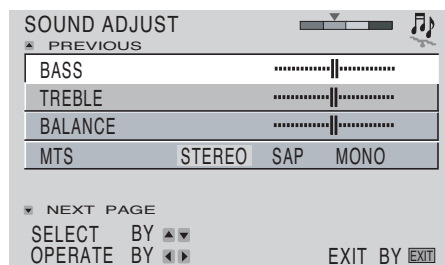 SOUND ADJUST
PREVIOUS
BASS
TREBLE
BALANCE
MTS STEREO SAP MONO
NEXT PAGE
SELECT BY
OPERATE BY EXIT BY EXIT